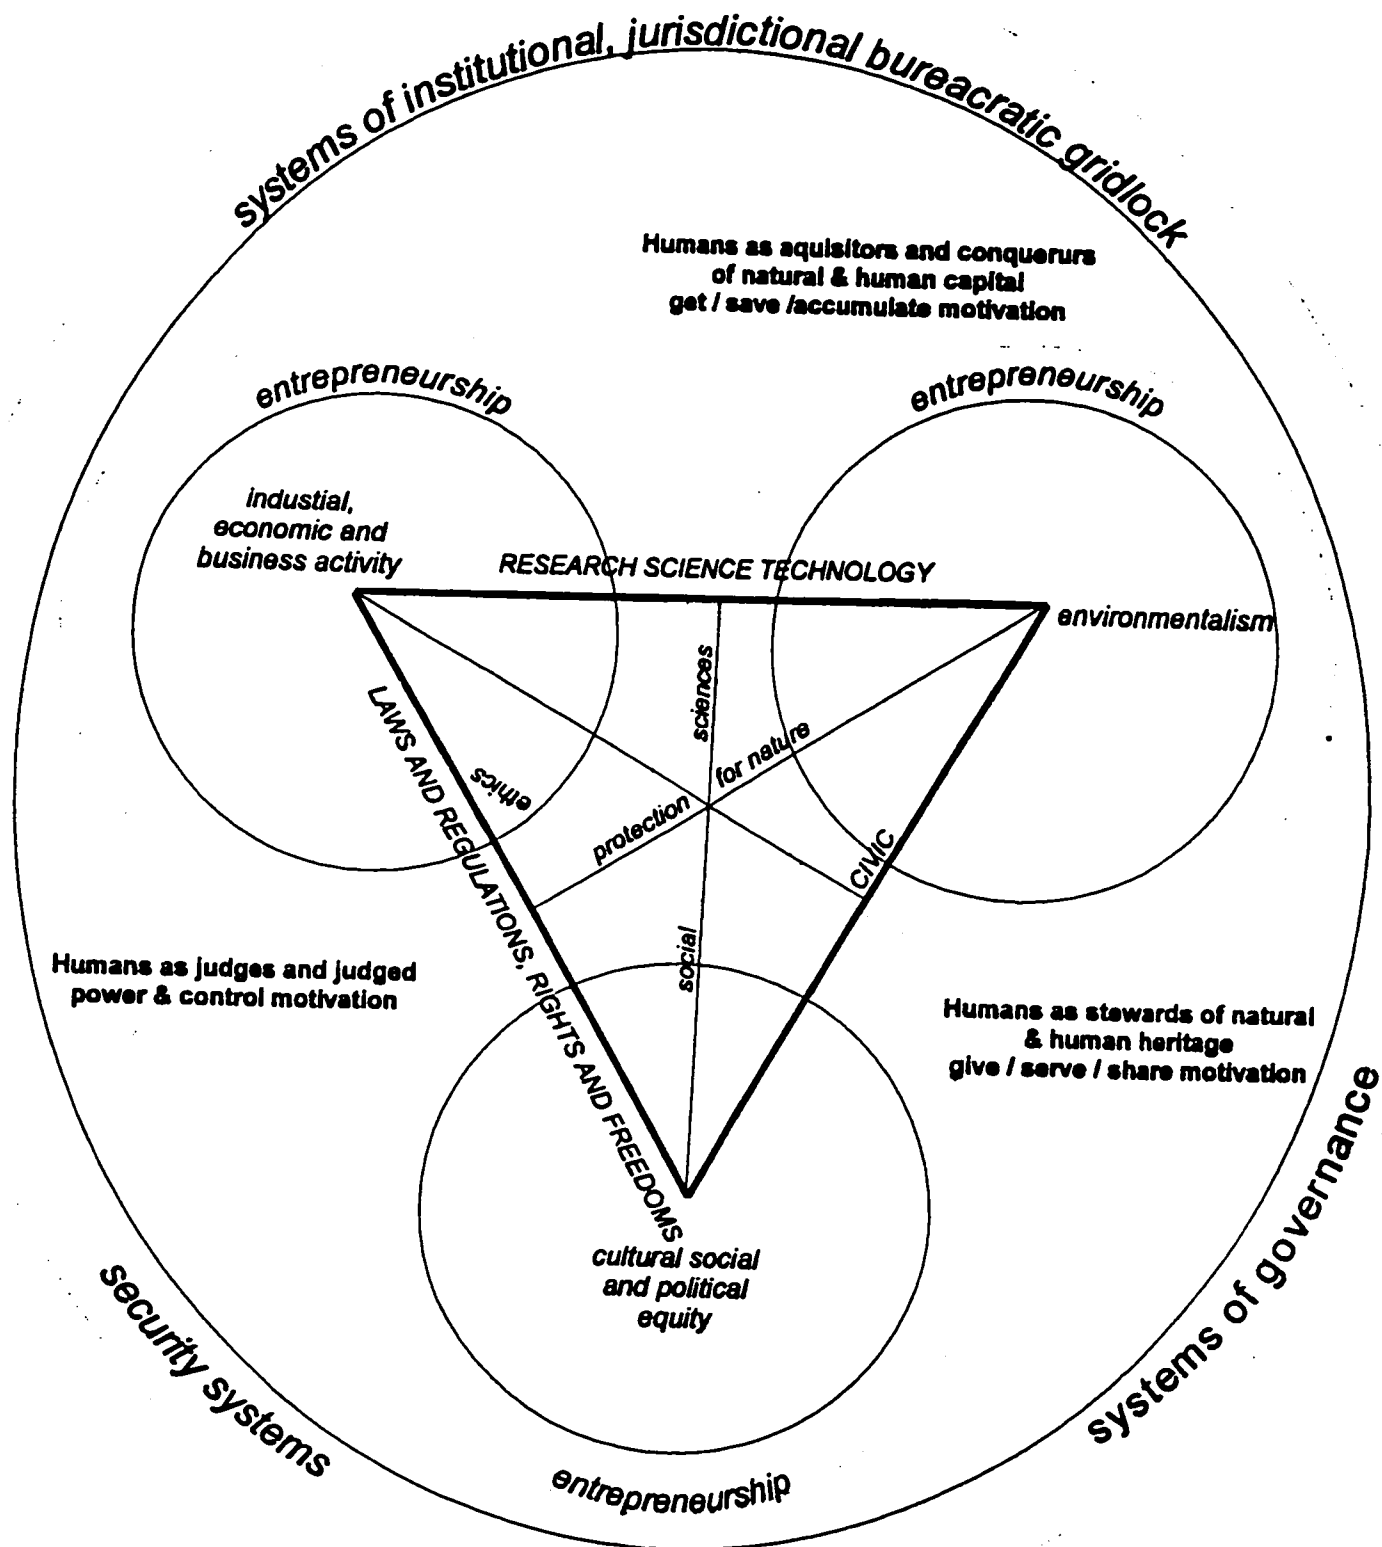 systems of institutional, jurisdictional bureacratic gridlock
Humans as aquisitors and conquerurs
of natural & human capital
get / save /accumulate motivation
entrepreneurship
entrepreneurship
industial,
economic and
business activity
RESEARCH SCIENCE TECHNOLOGY
environmentalism
sciences
for nature
protection
LAWS AND REGULATIONS, RIGHTS AND FREEDOMS
ethics
CIVIC
social
Humans as judges and judged
power & control motivation
Humans as stewards of natural
& human heritage
give / serve / share motivation
cultural social
and political
equity
security systems
systems of governance
entrepreneurship